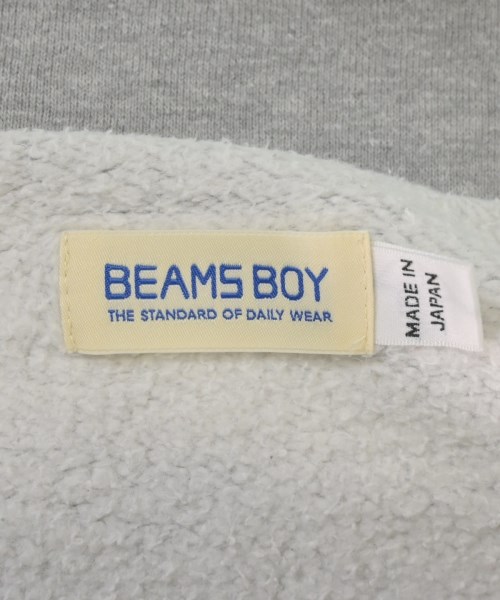 BEAMS BOY
THE STANDARD OF DAILY WEAR
MADE IN
JAPAN